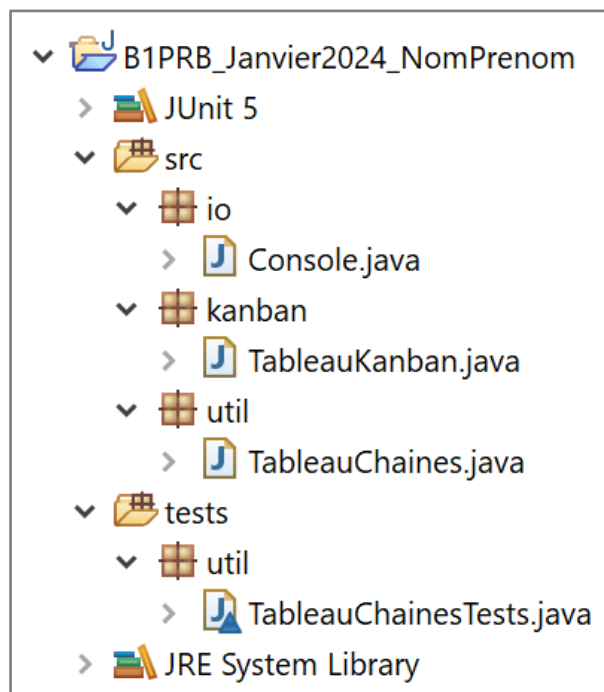 B1PRB_Janvier2024_NomPrenom
JUnit 5
src
io
Console.java
kanban
TableauKanban.java
util
TableauChaines.java
tests
util
TableauChainesTests.java
JRE System Library